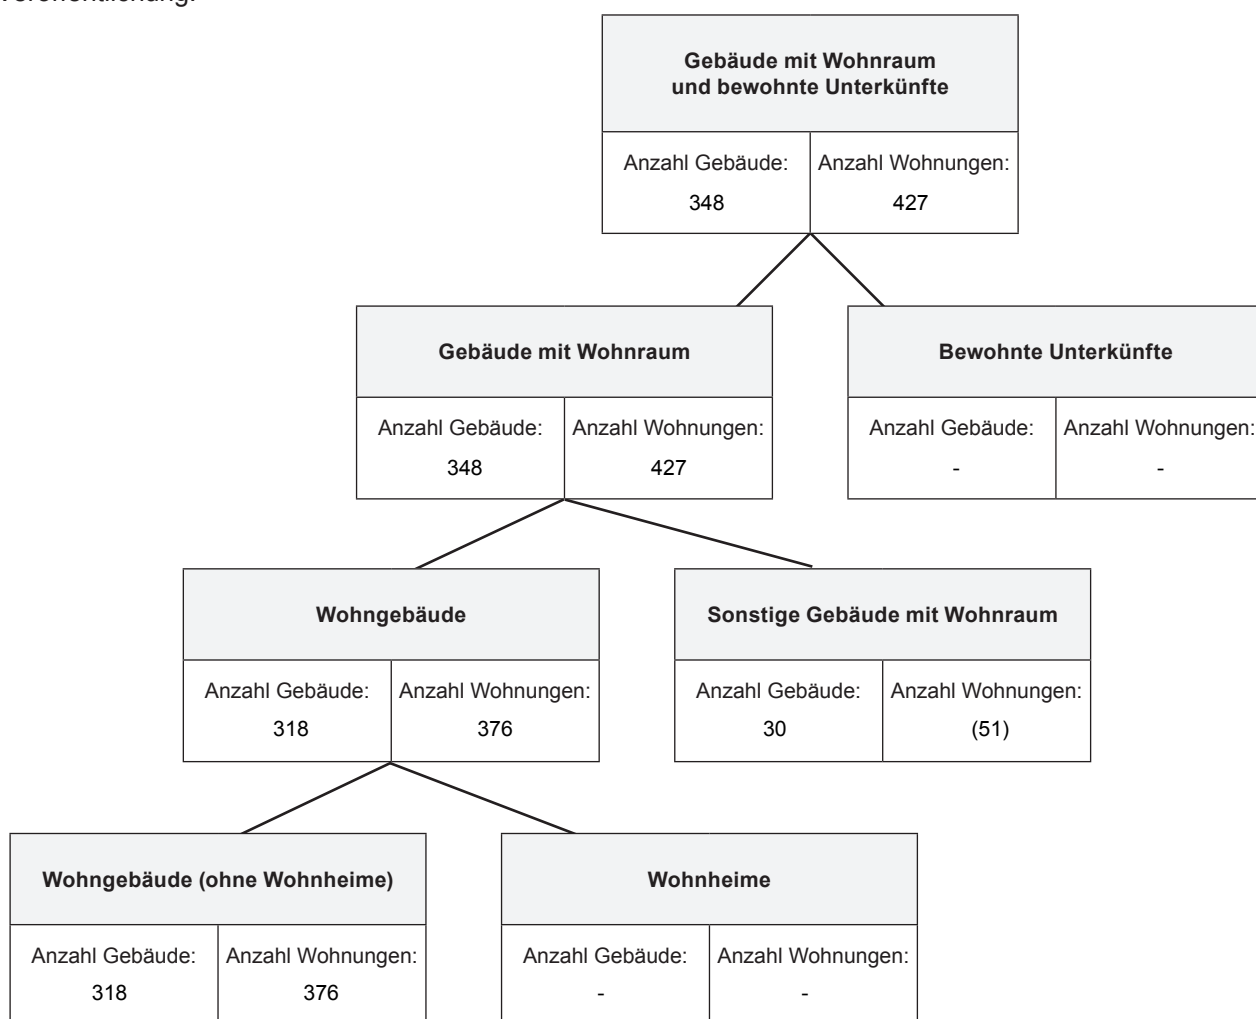 Veröffentlichung.
Gebäude mit Wohnraum
und bewohnte Unterkünfte
Anzahl Gebäude: Anzahl Wohnungen:
348 427
Gebäude mit Wohnraum
Anzahl Gebäude: Anzahl Wohnungen:
348 427
Bewohnte Unterkünfte
Anzahl Gebäude: Anzahl Wohnungen:
- -
Wohngebäude
Anzahl Gebäude: Anzahl Wohnungen:
318 376
Sonstige Gebäude mit Wohnraum
Anzahl Gebäude: Anzahl Wohnungen:
30 (51)
Wohngebäude (ohne Wohnheime)
Anzahl Gebäude: Anzahl Wohnungen:
318 376
Wohnheime
Anzahl Gebäude: Anzahl Wohnungen:
- -